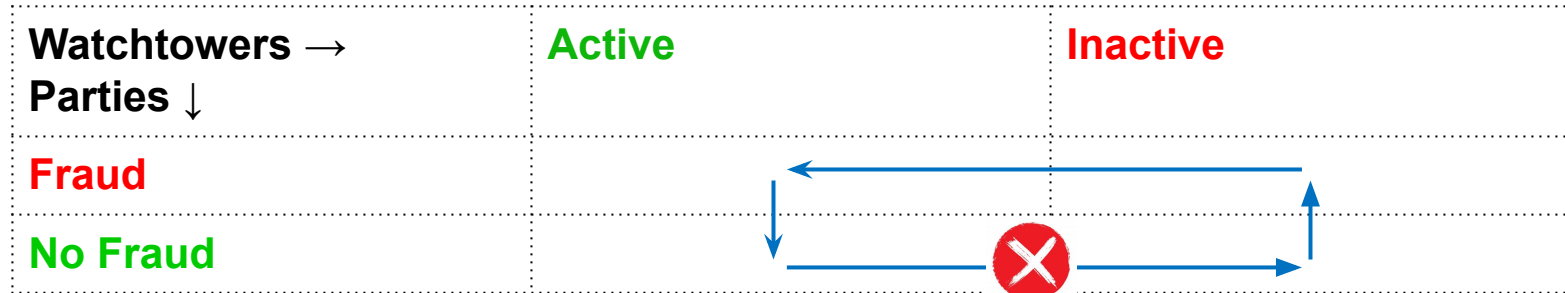 Watchtowers →
Parties ↓
Active
Inactive
Fraud
No Fraud